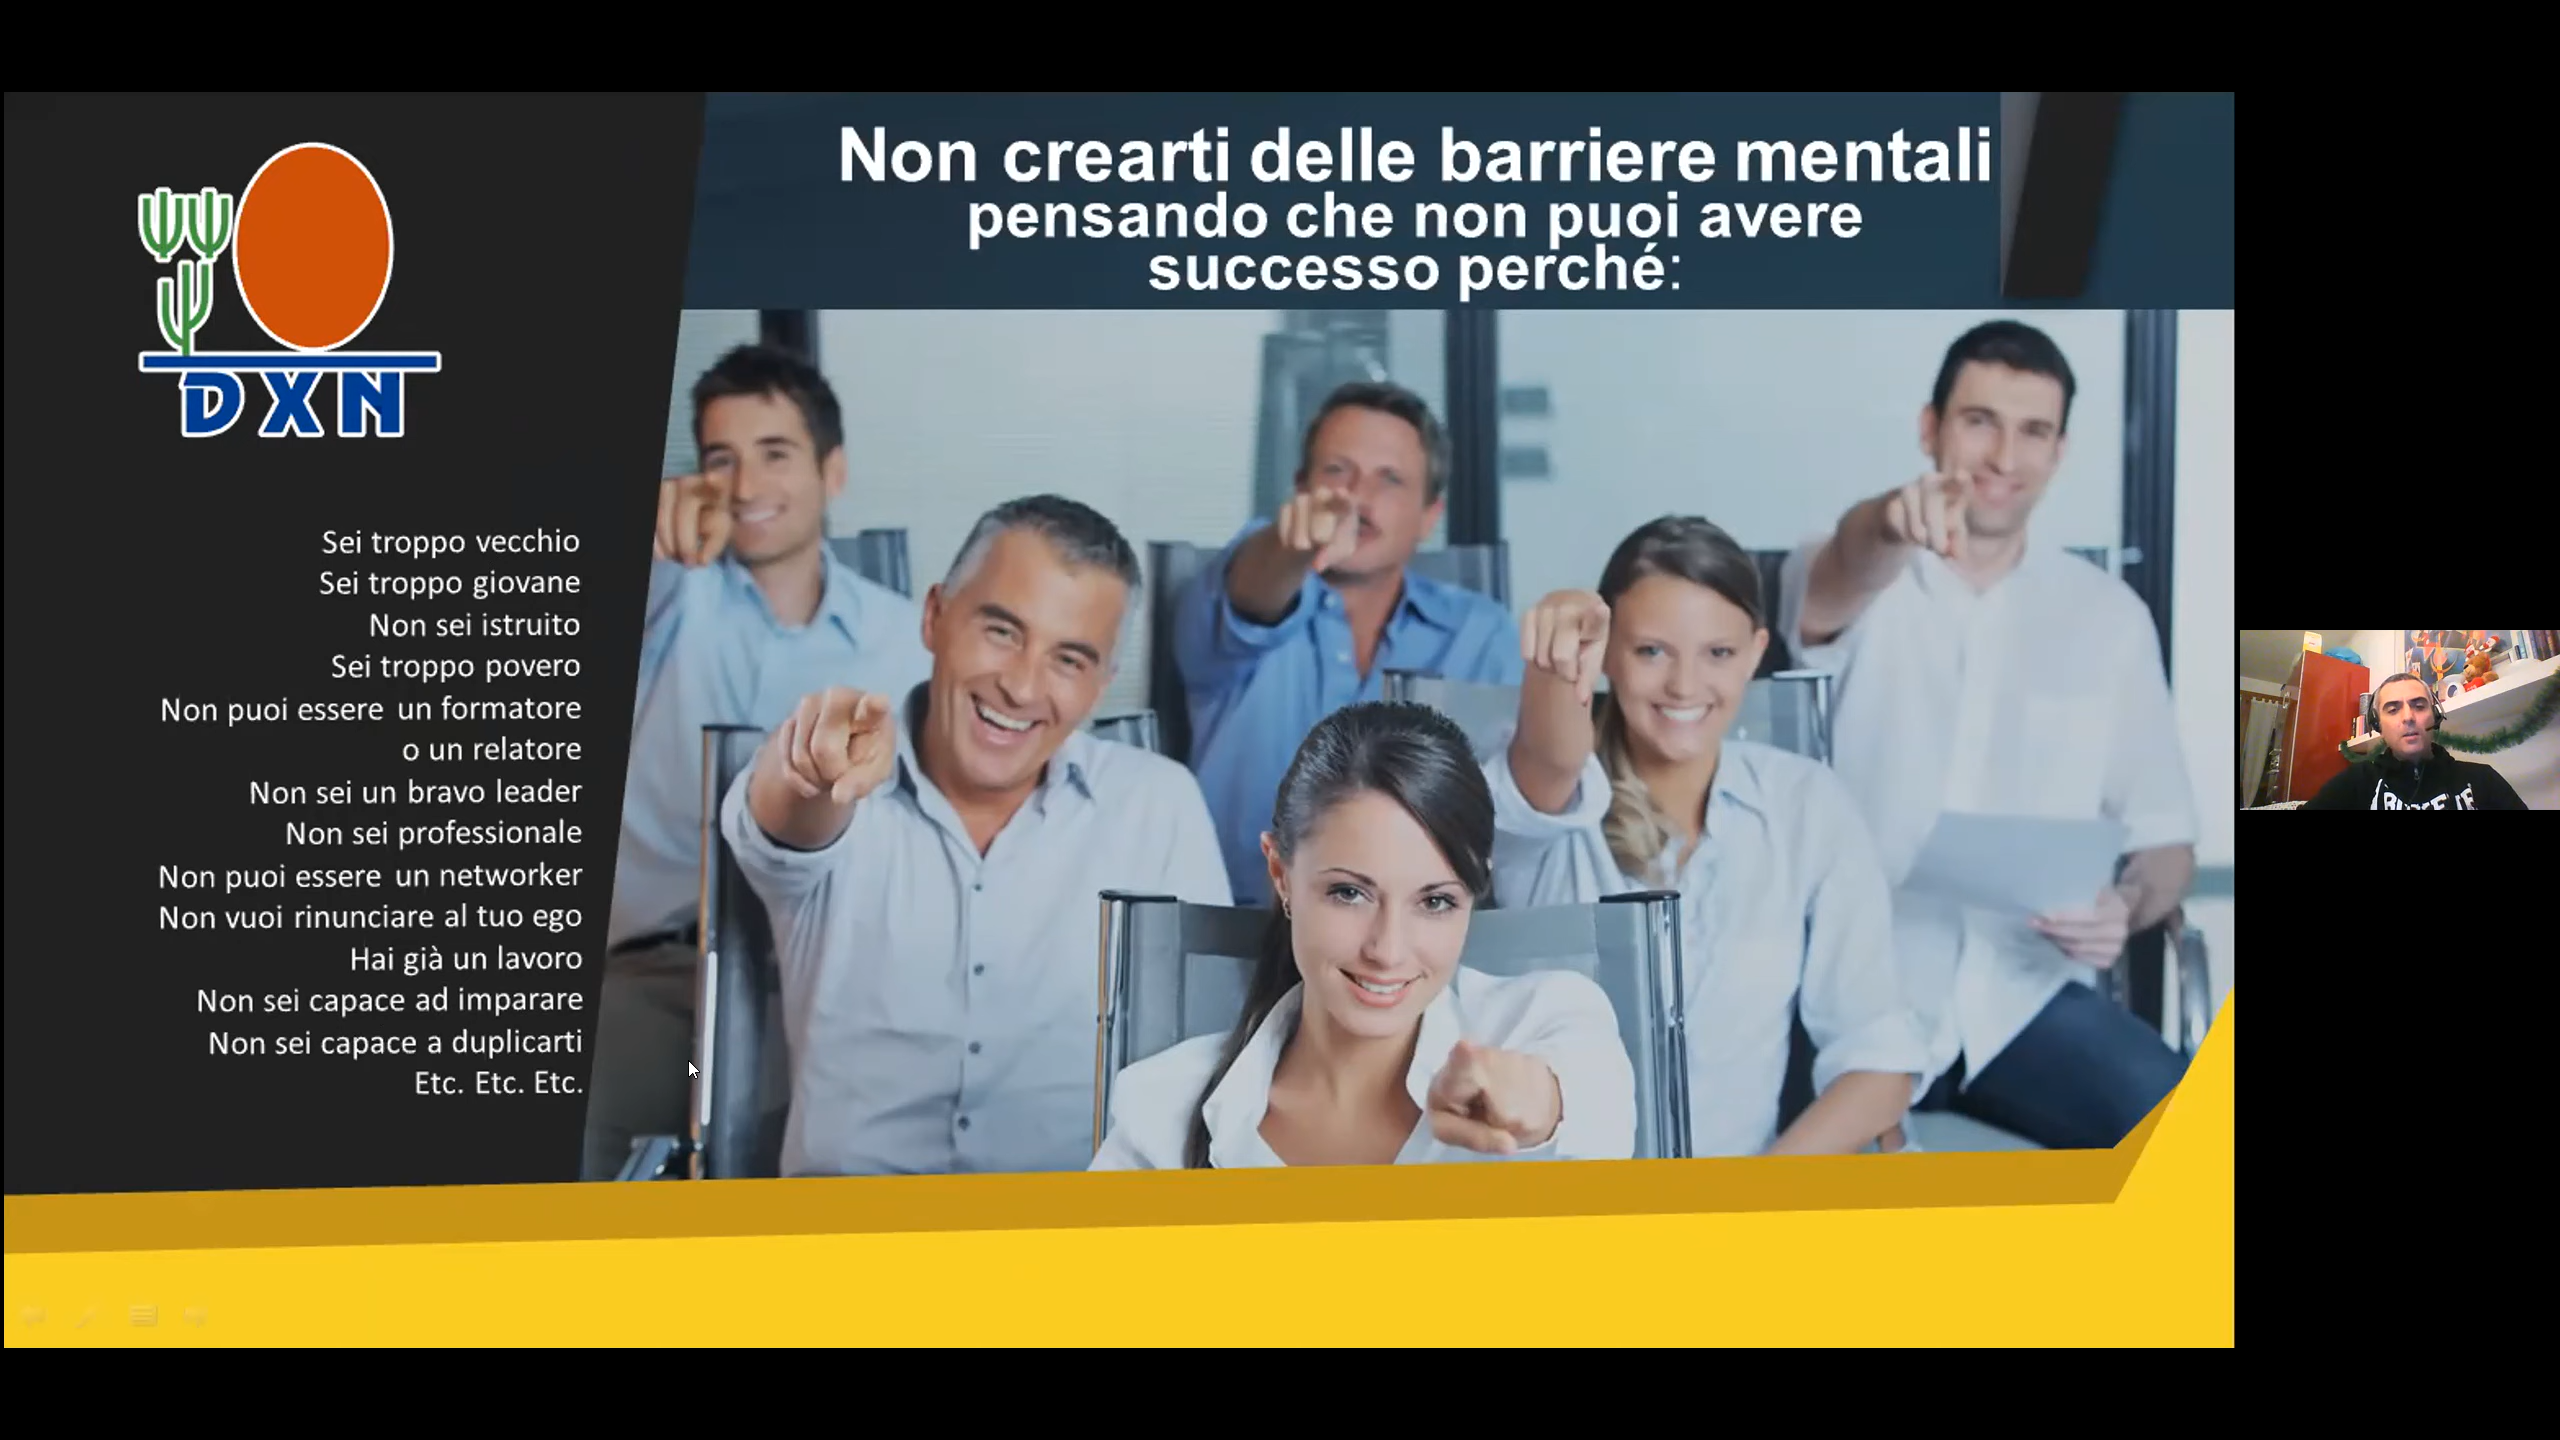 DXN
Non crearti delle barriere mentali
pensando che non puoi avere
successo perché:
Sei troppo vecchio
Sei troppo giovane
Non sei istruito
Sei troppo povero
Non puoi essere un formatore
o un relatore
Non sei un bravo leader
Non sei professionale
Non puoi essere un networker
Non vuoi rinunciare al tuo ego
Hai già un lavoro
Non sei capace ad imparare
Non sei capace a duplicarti
Etc. Etc. Etc.